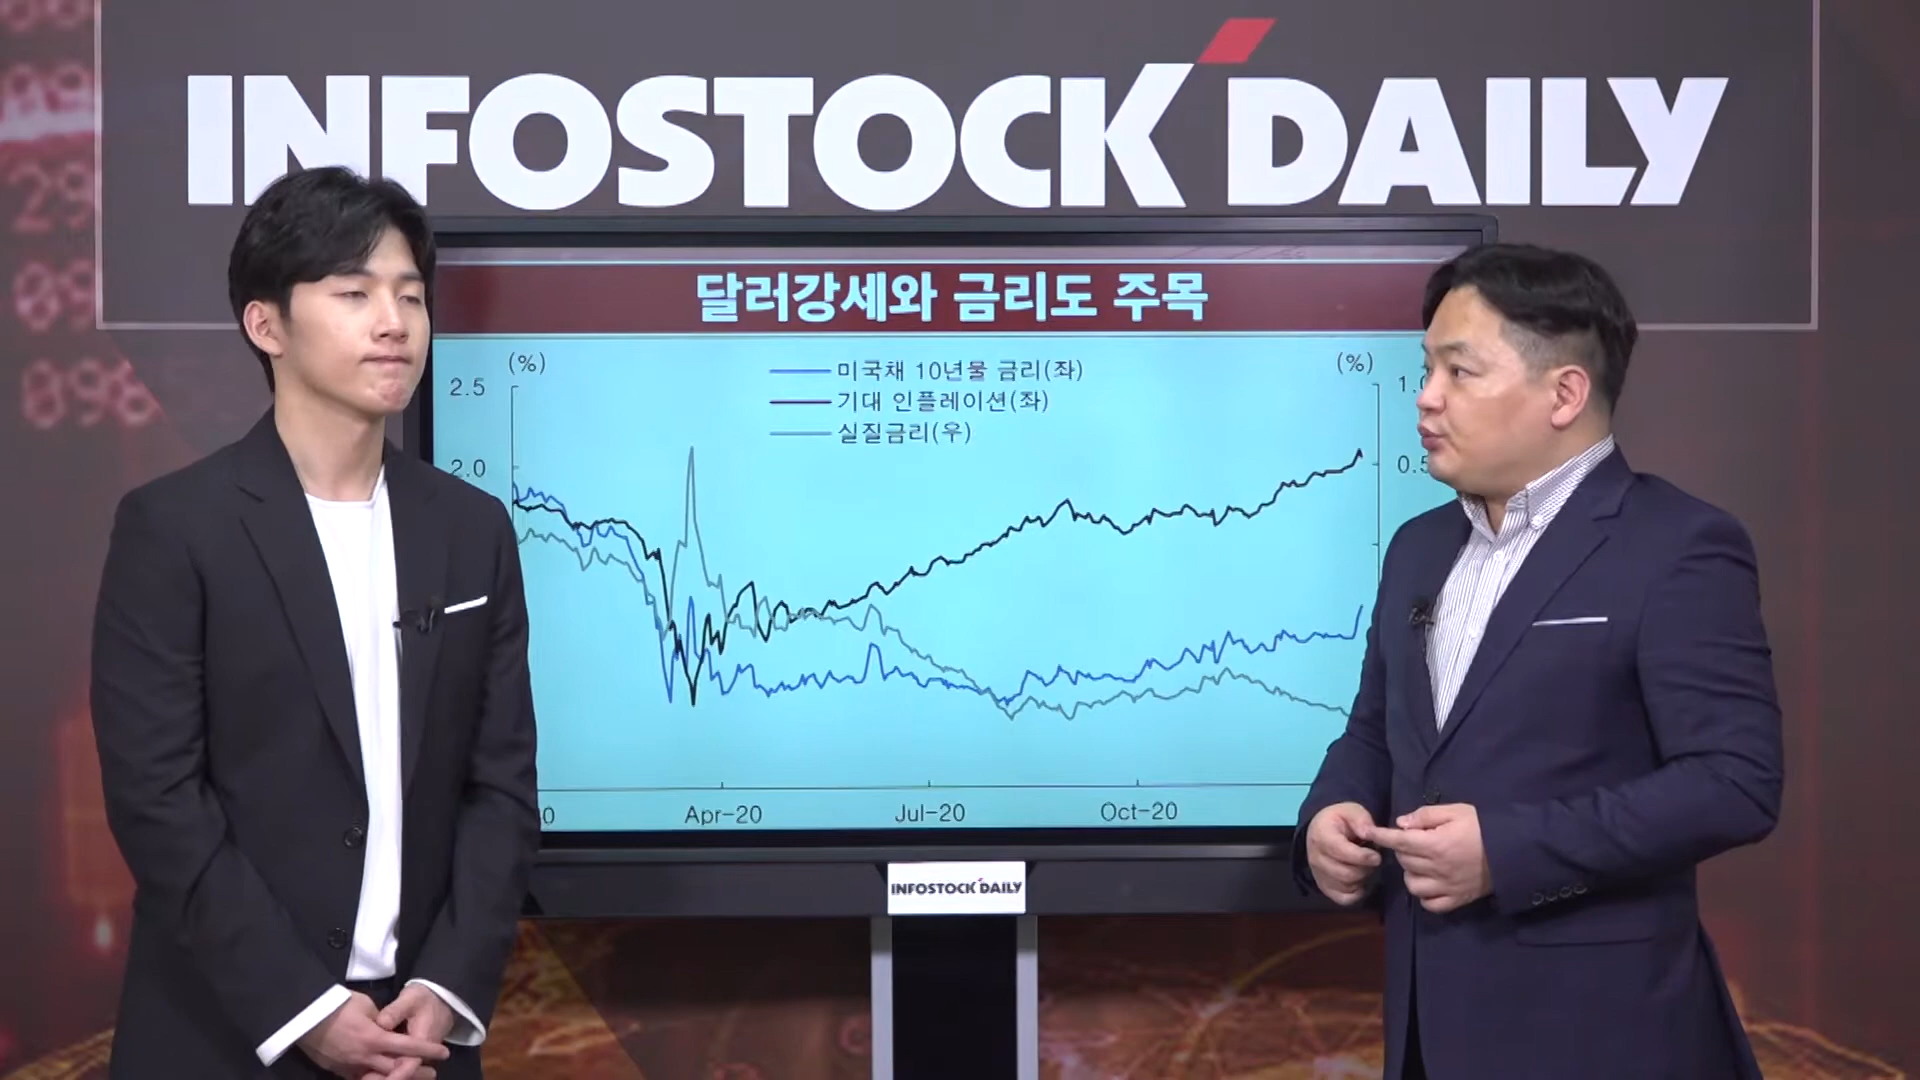 INFOSTOCK DAILY
달러강세와 금리도 주목
(%)
(%)
미국채 10년물 금리(좌)
기대 인플레이션(좌)
실질금리(우)
2.5
2.0
0.5
Apr-20
Jul-20
Oct-20
INFOSTOCK DAILY